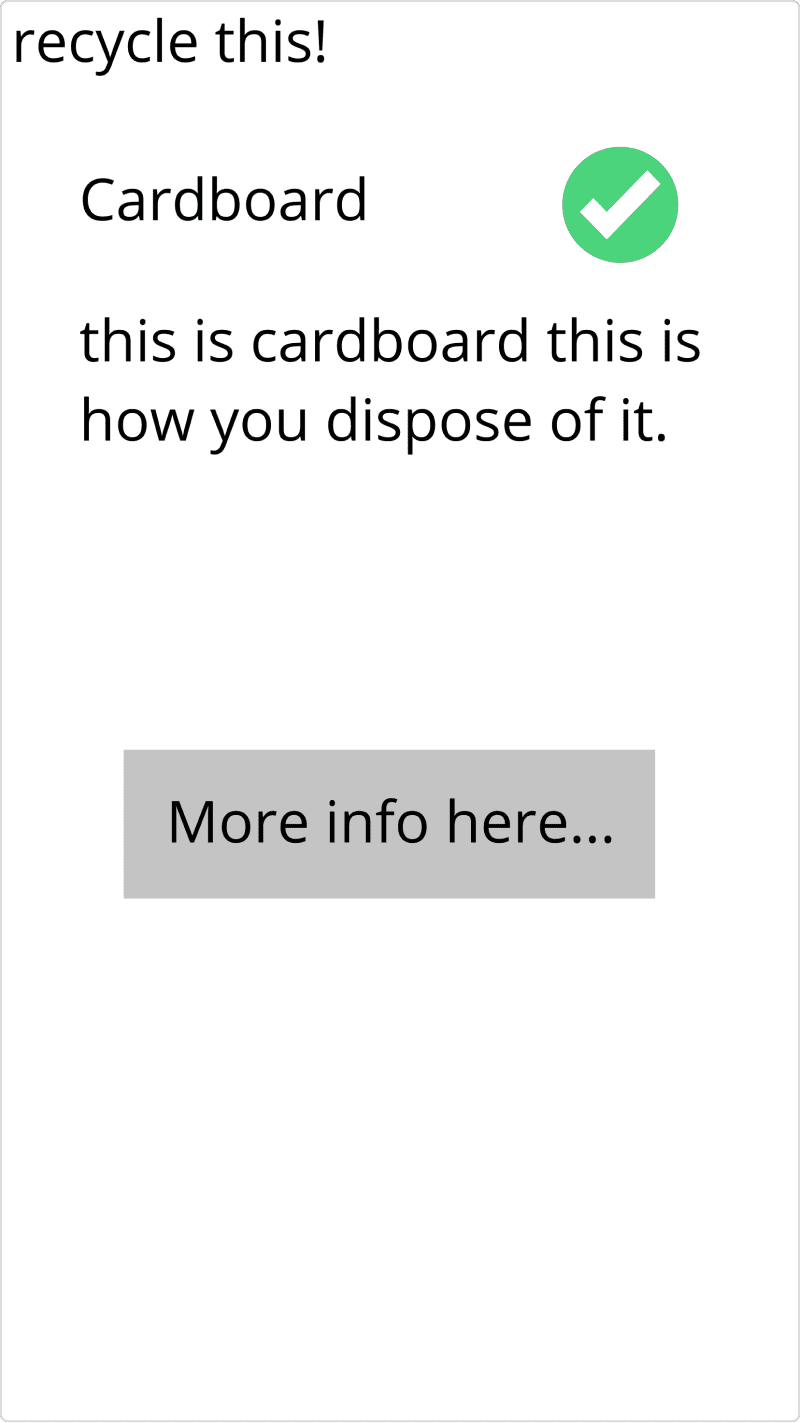 recycle this!
Cardboard
this is cardboard this is
how you dispose of it.
More info here...